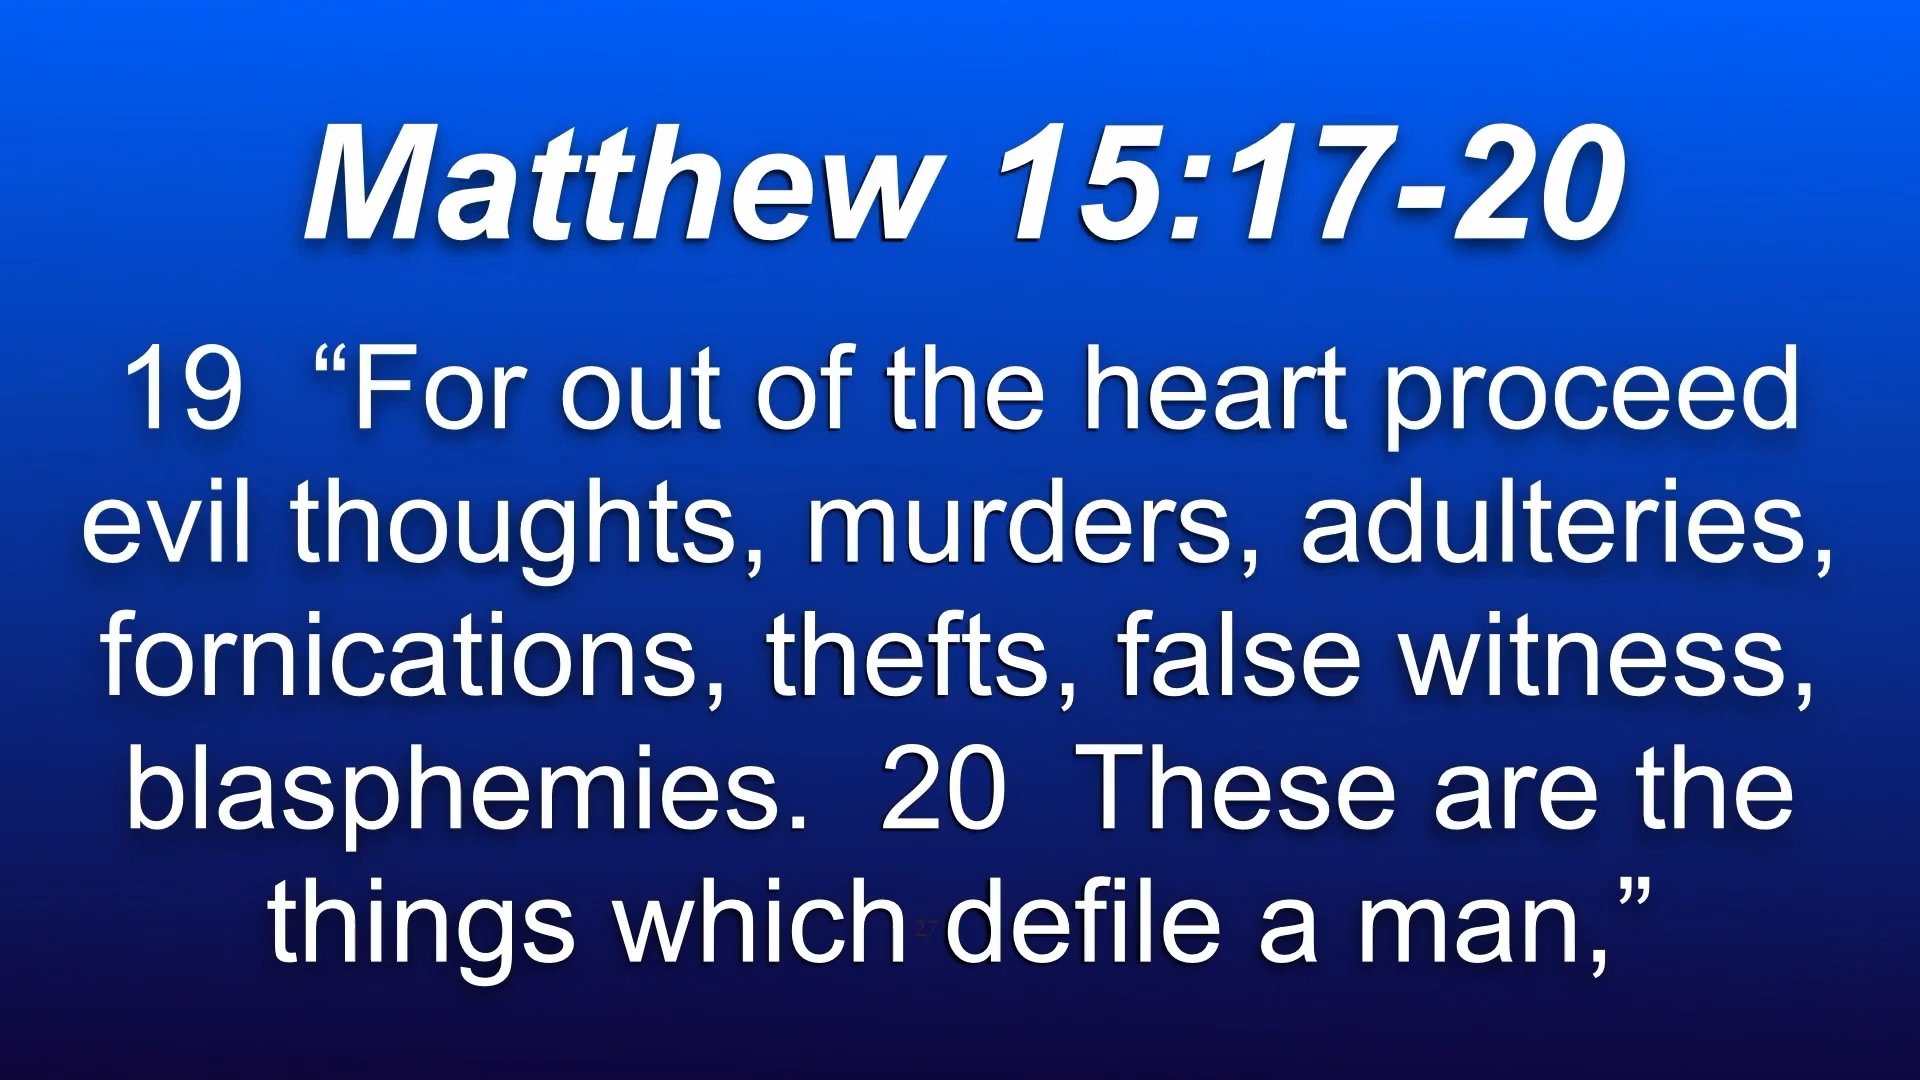 Matthew 15:17-20
19  “For out of the heart proceed
evil thoughts, murders, adulteries,
fornications, thefts, false witness,
blasphemies.  20  These are the
things which defile a man,”
27